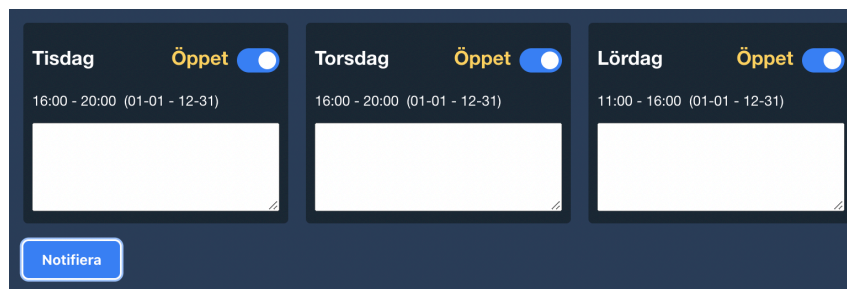 Tisdag Öppet
16:00 - 20:00 (01-01 - 12-31)
Torsdag Öppet
16:00 - 20:00 (01-01 - 12-31)
Lördag Öppet
11:00 - 16:00 (01-01 - 12-31)
Notifiera